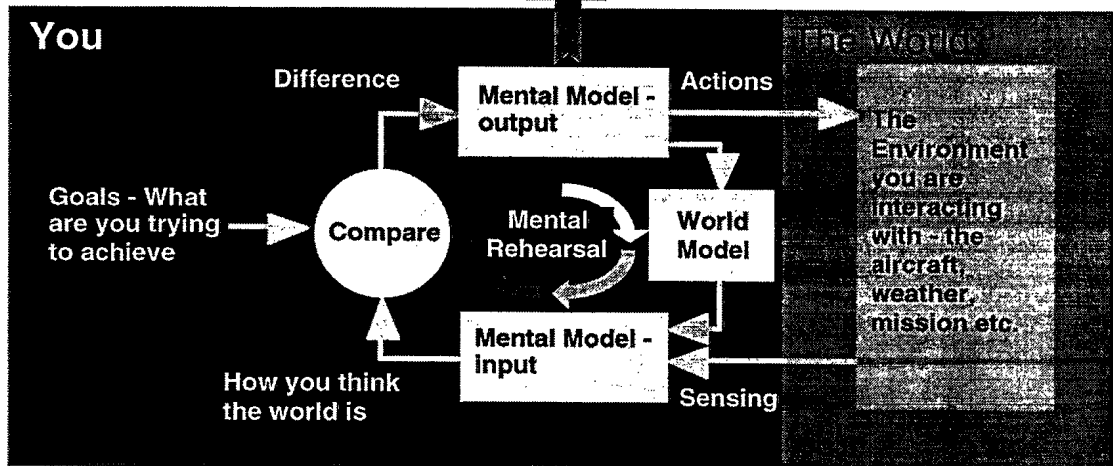 You
The World
Difference
Mental Model -
output
Actions
The
Environment
you are
interacting
with - the
aircraft,
weather,
mission etc.
Goals - What
are you trying
to achieve
Compare
Mental
Rehearsal
World
Model
Mental Model -
input
How you think
the world is
Sensing